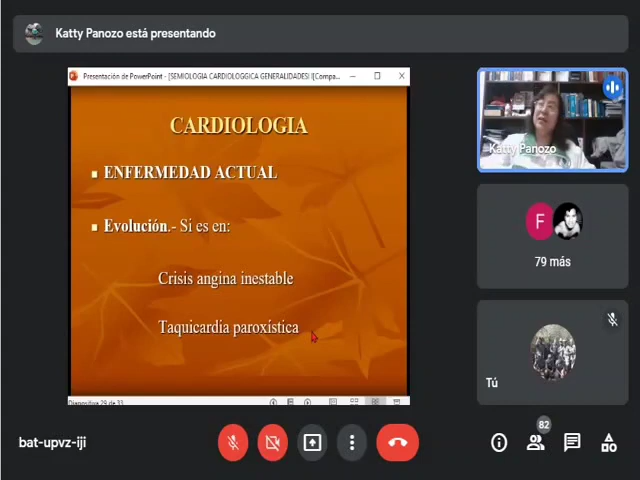 Katty Panozo está presentando
Presentación de PowerPoint - [SEMIOLOGIA CARDIOLOGGICA GENERALIDADES! I[Compa...
CARDIOLOGIA
ENFERMEDAD ACTUAL
Evolución.- Si es en:
Crisis angina inestable
Taquicardia paroxística
Diapositiva 29 de 31
Katty Panozo
F
79 más
Tú
bat-upvz-iji
82